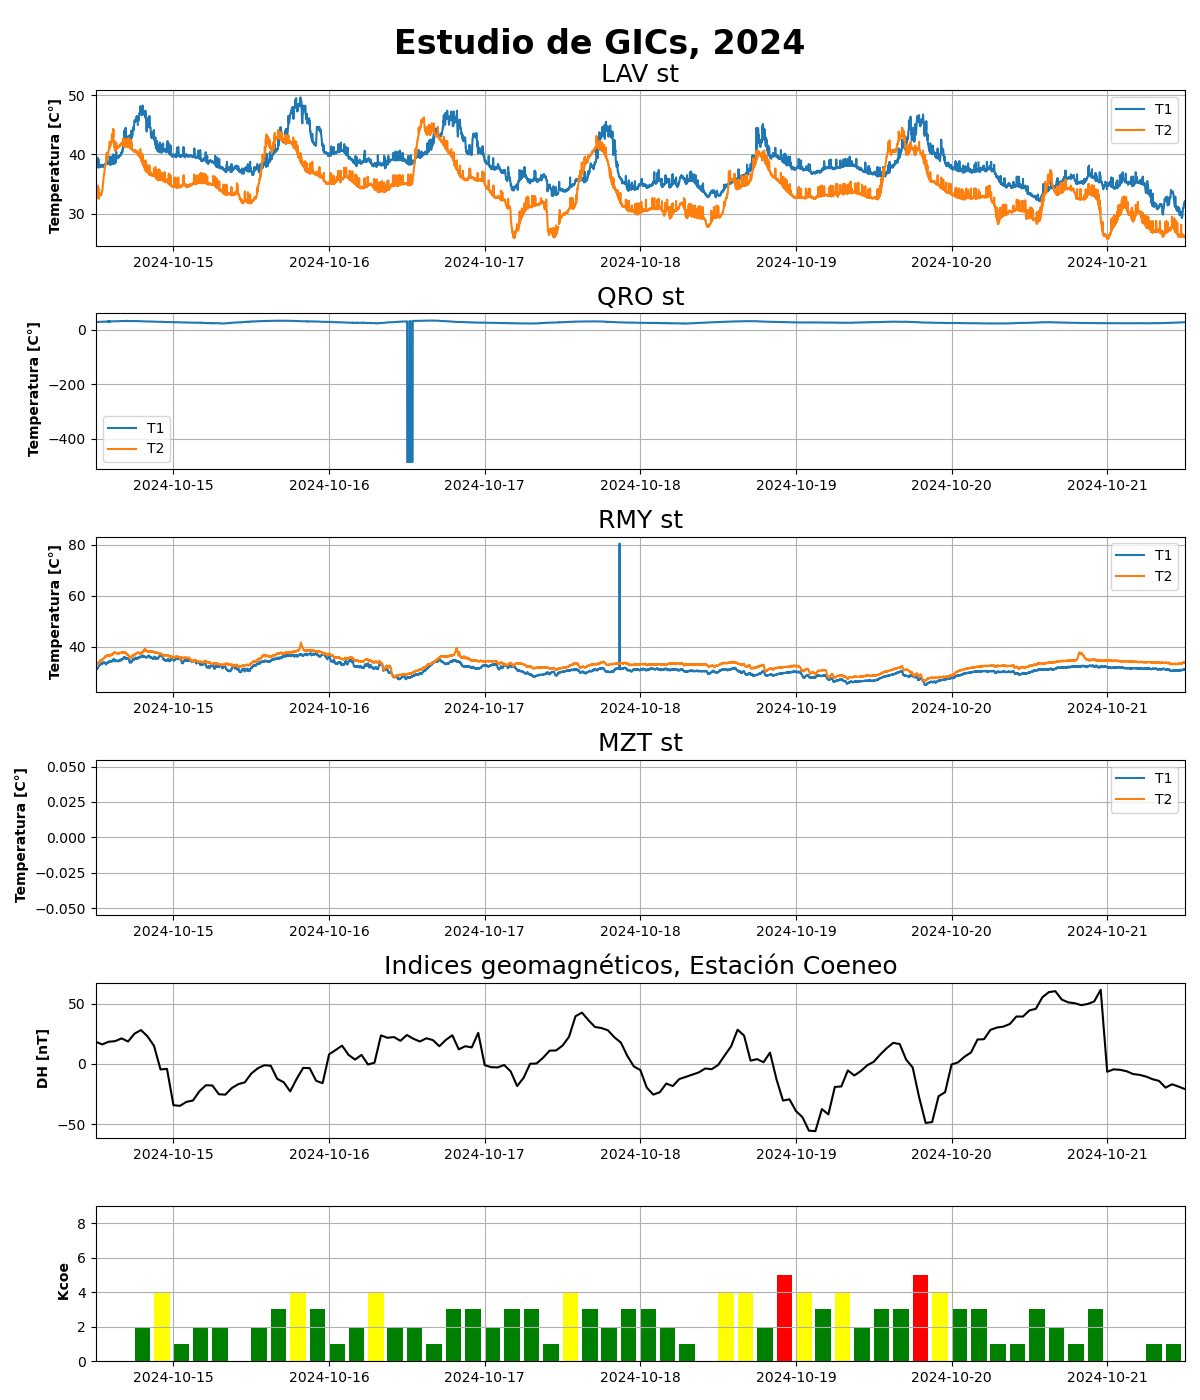 Estudio de GICs, 2024
LAV st
Temperatura [C°]
50
40
30
T1
T2
2024-10-15 2024-10-16 2024-10-17 2024-10-18 2024-10-19 2024-10-20 2024-10-21
QRO st
Temperatura [C°]
0
−200
−400
T1
T2
2024-10-15 2024-10-16 2024-10-17 2024-10-18 2024-10-19 2024-10-20 2024-10-21
RMY st
Temperatura [C°]
80
60
40
T1
T2
2024-10-15 2024-10-16 2024-10-17 2024-10-18 2024-10-19 2024-10-20 2024-10-21
MZT st
Temperatura [C°]
0.050
0.025
0.000
−0.025
−0.050
T1
T2
2024-10-15 2024-10-16 2024-10-17 2024-10-18 2024-10-19 2024-10-20 2024-10-21
Indices geomagnéticos, Estación Coeneo
DH [nT]
50
0
−50
2024-10-15 2024-10-16 2024-10-17 2024-10-18 2024-10-19 2024-10-20 2024-10-21
Kcoe
8
6
4
2
0
2024-10-15 2024-10-16 2024-10-17 2024-10-18 2024-10-19 2024-10-20 2024-10-21